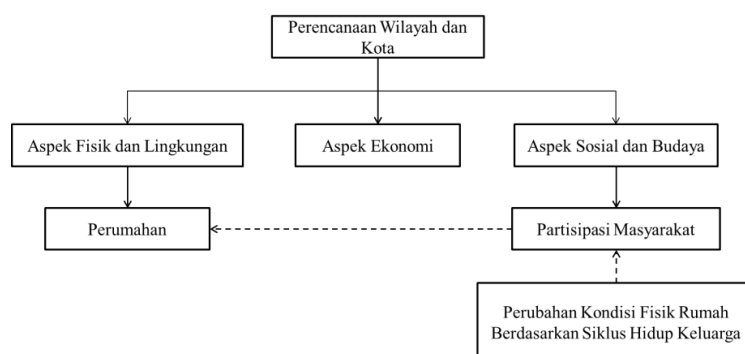 Perencanaan Wilayah dan
Kota
Aspek Fisik dan Lingkungan
Aspek Ekonomi
Aspek Sosial dan Budaya
Perumahan
Partisipasi Masyarakat
Perubahan Kondisi Fisik Rumah
Berdasarkan Siklus Hidup Keluarga